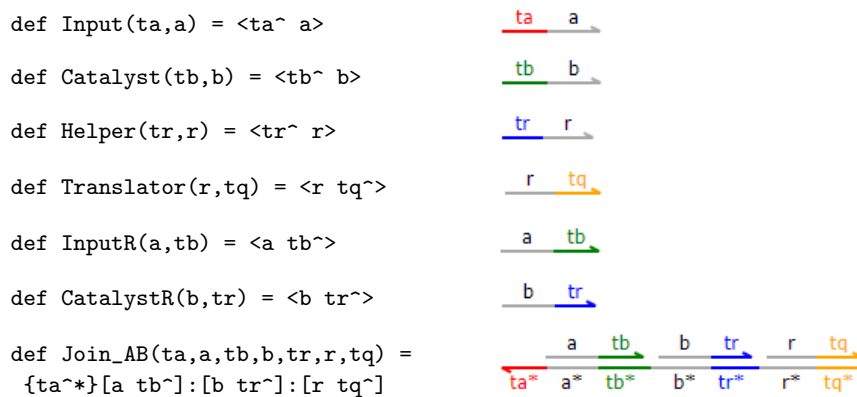 def Input(ta,a) = <ta^ a>
ta a
def Catalyst(tb,b) = <tb^ b>
tb b
def Helper(tr,r) = <tr^ r>
tr r
def Translator(r,tq) = <r tq^>
r tq
def InputR(a,tb) = <a tb^>
a tb
def CatalystR(b,tr) = <b tr^>
b tr
def Join_AB(ta,a,tb,b,tr,r,tq) =
{ta^*}[a tb^]:[b tr^]:[r tq^]
a tb b tr r tq
ta* a* tb* b* tr* r* tq*